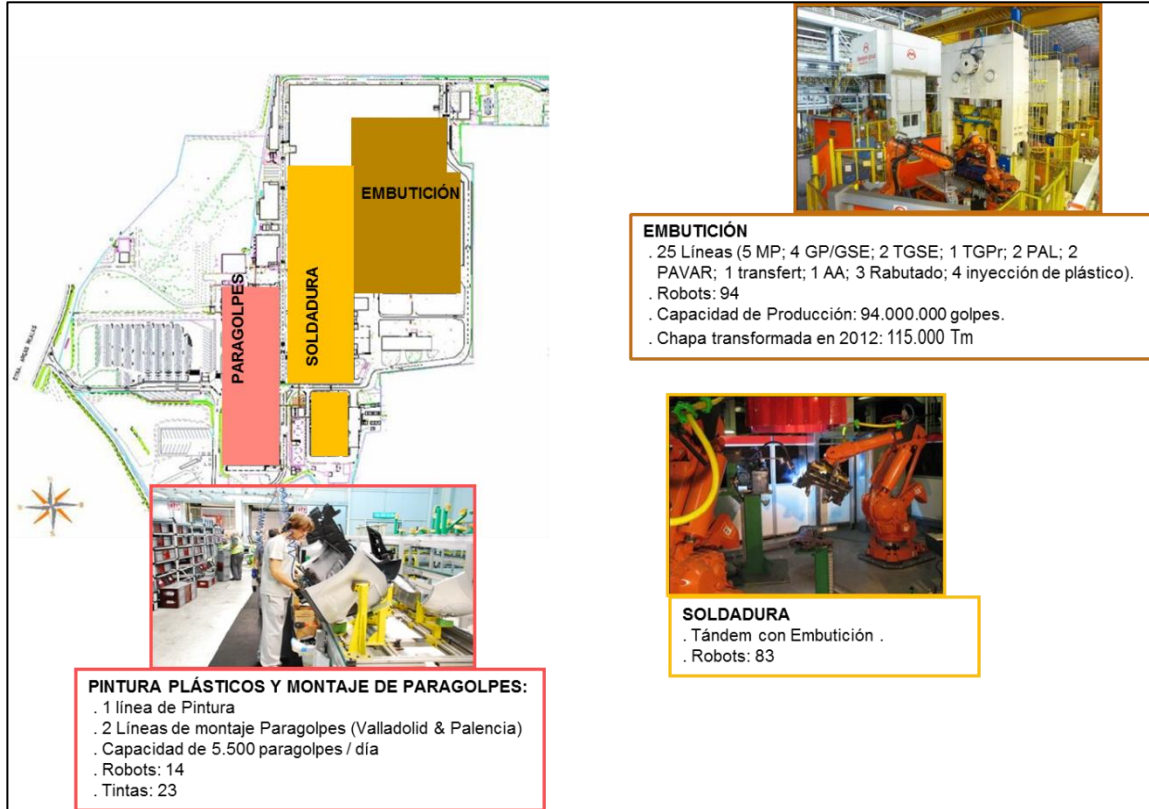 EMBUTICIÓN
SOLDADURA
PARAGOLPES
CTRA. ARCAS REALES
EMBUTICIÓN
. 25 Líneas (5 MP; 4 GP/GSE; 2 TGSE; 1 TGPr; 2 PAL; 2
PAVAR; 1 transfert; 1 AA; 3 Rabutado; 4 inyección de plástico).
. Robots: 94
. Capacidad de Producción: 94.000.000 golpes.
. Chapa transformada en 2012: 115.000 Tm
SOLDADURA
. Tándem con Embutición .
. Robots: 83
PINTURA PLÁSTICOS Y MONTAJE DE PARAGOLPES:
. 1 línea de Pintura
. 2 Líneas de montaje Paragolpes (Valladolid & Palencia)
. Capacidad de 5.500 paragolpes / día
. Robots: 14
. Tintas: 23